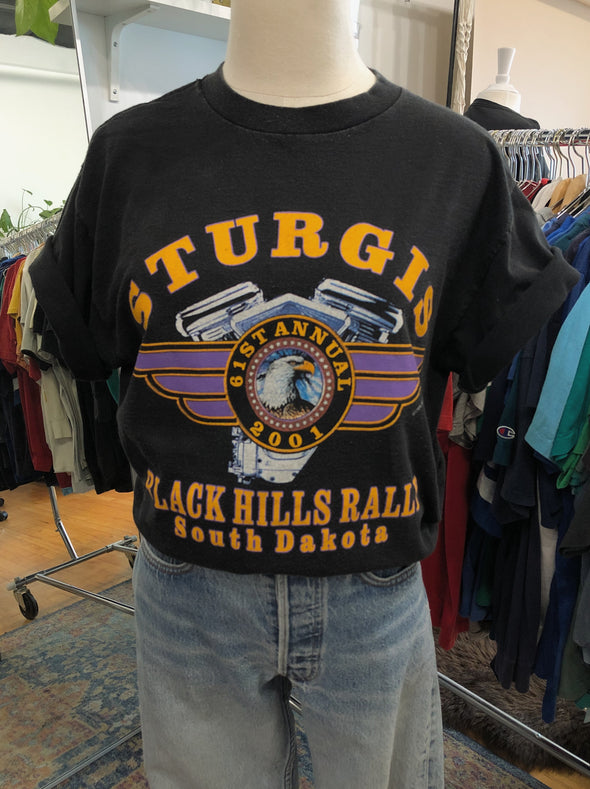 STURGIS
61ST ANNUAL
2001
BLACK HILLS RALLY
South Dakota